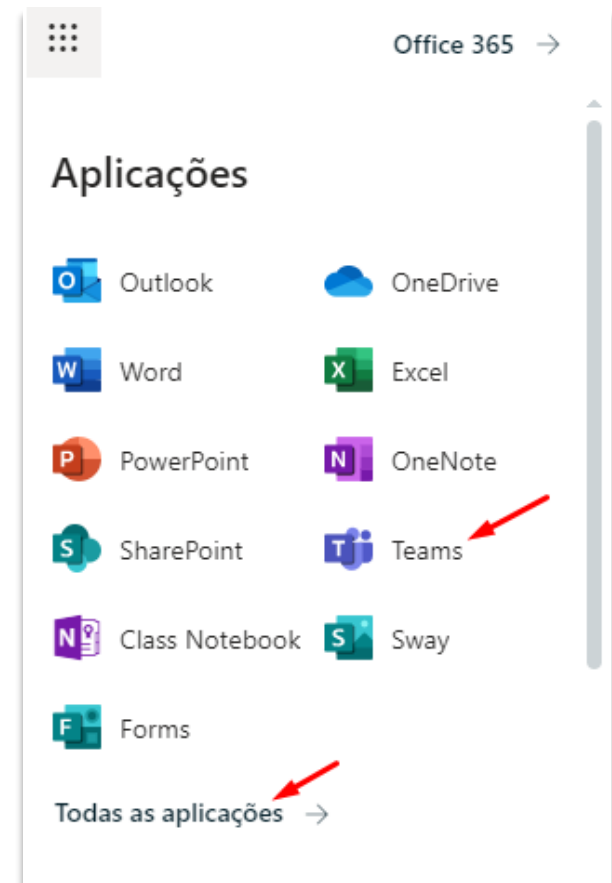 Office 365 →
Aplicações
Outlook OneDrive
Word Excel
PowerPoint OneNote
SharePoint Teams
Class Notebook Sway
Forms
Todas as aplicações →